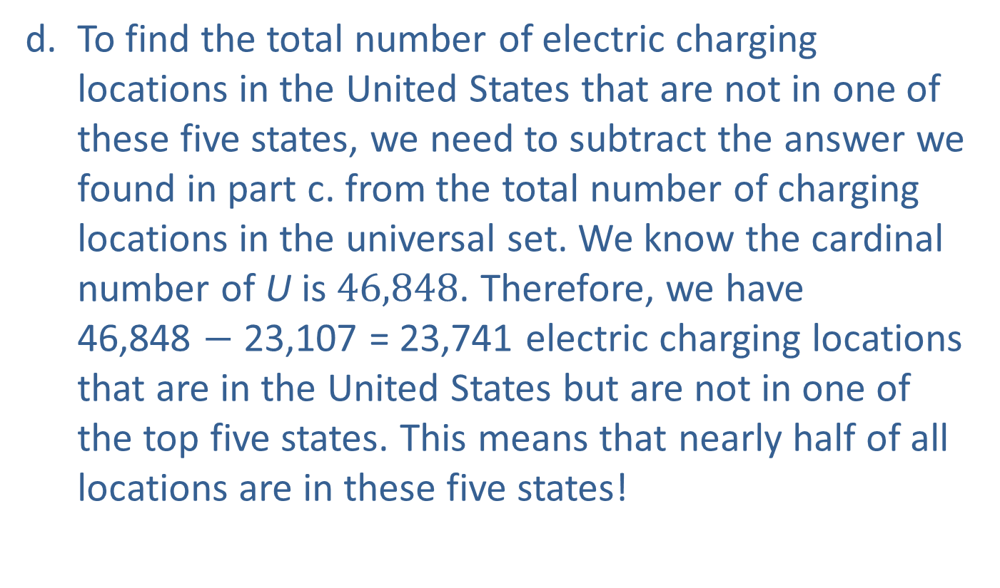 d. To find the total number of electric charging
locations in the United States that are not in one of
these five states, we need to subtract the answer we
found in part c. from the total number of charging
locations in the universal set. We know the cardinal
number of U is 46,848. Therefore, we have
46,848 − 23,107 = 23,741 electric charging locations
that are in the United States but are not in one of
the top five states. This means that nearly half of all
locations are in these five states!